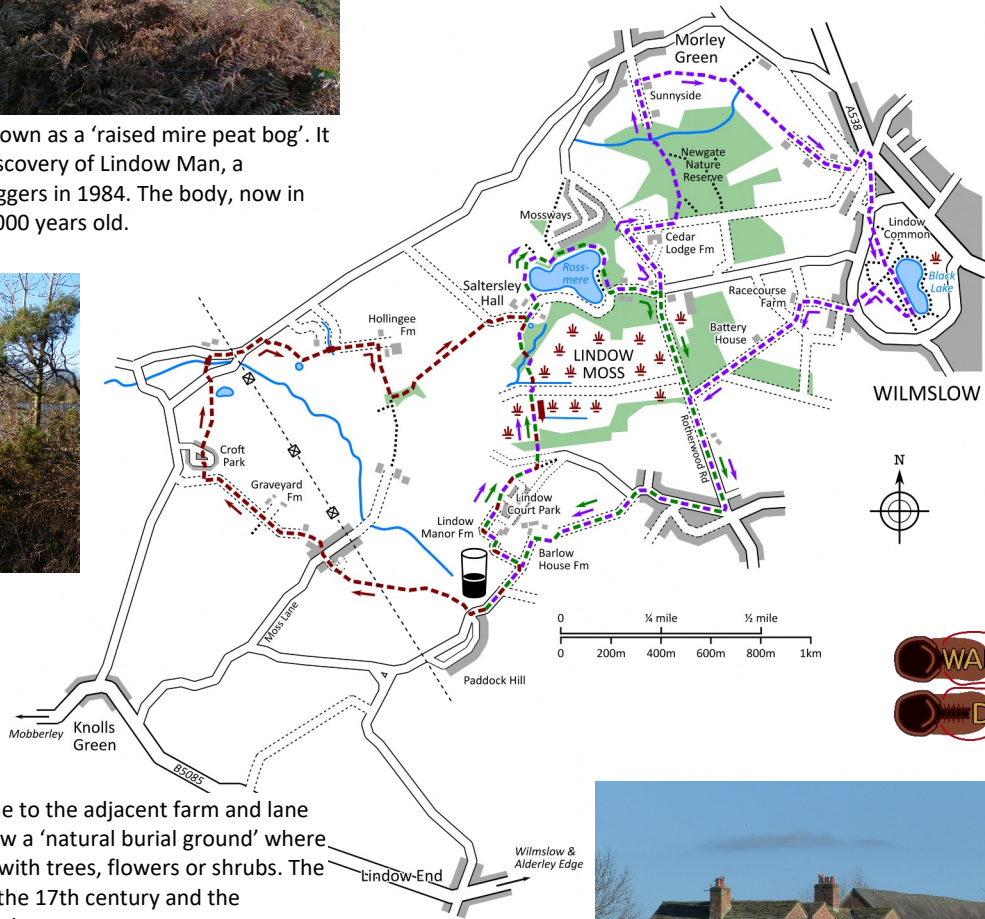 own as a ‘raised mire peat bog’. It
scovery of Lindow Man, a
ggers in 1984. The body, now in
000 years old.
Morley
Green
Sunnyside
A538
Newgate
Nature
Reserve
Mossways
Cedar
Lodge Fm
Lindow
Common
Ross-
mere
Black
Lake
Saltersley
Hall
Racecourse
Farm
Hollingee
Fm
Battery
House
LINDOW
MOSS
WILMSLOW
Rotherwood Rd
Croft
Park
Graveyard
Fm
Lindow
Court Park
Lindow
Manor Fm
Barlow
House Fm
N
Moss Lane
0 ¼ mile ½ mile
0 200m 400m 600m 800m 1km
Paddock Hill
Mobberley
Knolls
Green
B5085
WA
D
e to the adjacent farm and lane
w a ‘natural burial ground’ where
with trees, flowers or shrubs. The
the 17th century and the
Lindow End
Wilmslow &
Alderley Edge